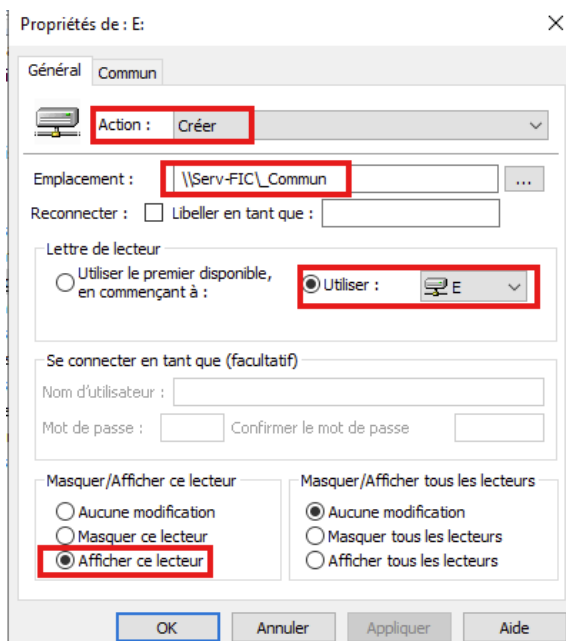 Propriétés de : E:
Général Commun
Action : Créer
Emplacement : \\Serv-FIC\_Commun ...
Reconnecter : Libeller en tant que :
Lettre de lecteur
Utiliser le premier disponible,
en commençant à :
Utiliser : E
Se connecter en tant que (facultatif)
Nom d'utilisateur :
Mot de passe : Confirmer le mot de passe
Masquer/Afficher ce lecteur
Aucune modification
Masquer ce lecteur
Afficher ce lecteur
Masquer/Afficher tous les lecteurs
Aucune modification
Masquer tous les lecteurs
Afficher tous les lecteurs
OK Annuler Appliquer Aide